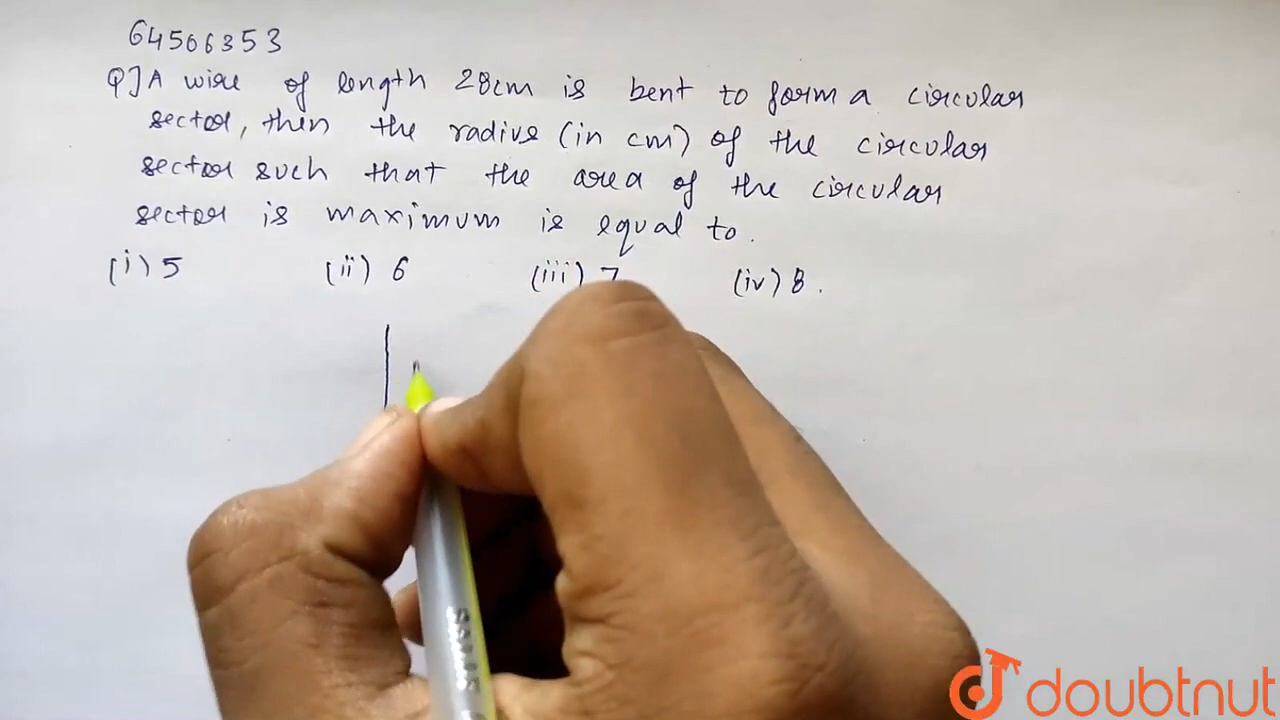 64506353
Q] A wire of length 28cm is bent to form a circular
sector, then the radius (in cm) of the circular
sector such that the area of the circular
sector is maximum is equal to.
(i) 5 (ii) 6 (iii) 7 (iv) 8.
doubtnut